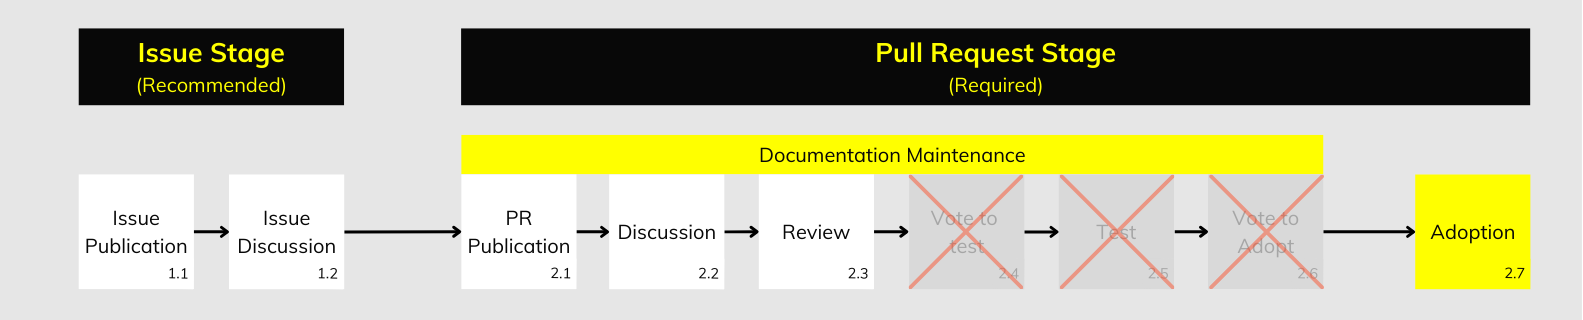 Issue Stage
(Recommended)
Pull Request Stage
(Required)
Documentation Maintenance
Issue
Publication
1.1
Issue
Discussion
1.2
PR
Publication
2.1
Discussion
2.2
Review
2.3
Vote to
test
2.4
Test
2.5
Vote to
Adopt
2.6
Adoption
2.7